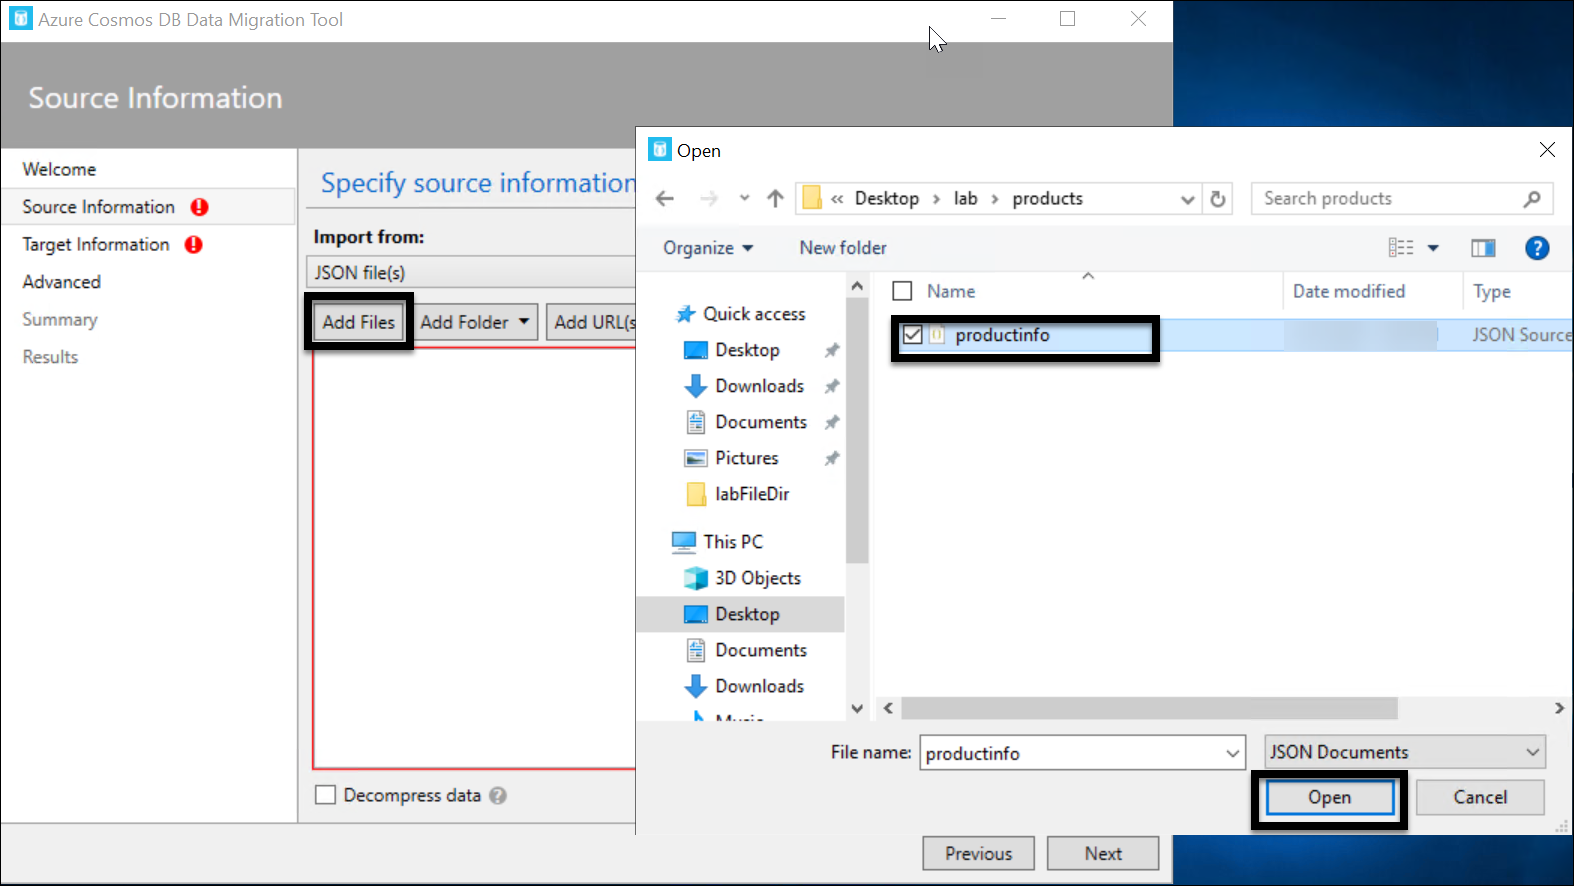 Azure Cosmos DB Data Migration Tool
Source Information
Welcome
Source Information
Target Information
Advanced
Summary
Results
Specify source information
Import from:
JSON file(s)
Add Files
Add Folder
Add URL(s
Decompress data
Previous
Next
Open
« Desktop > lab > products
Search products
Organize
New folder
Name
Date modified
Type
productinfo
JSON Source
Quick access
Desktop
Downloads
Documents
Pictures
labFileDir
This PC
3D Objects
Desktop
Documents
Downloads
Music
File name:
productinfo
JSON Documents
Open
Cancel